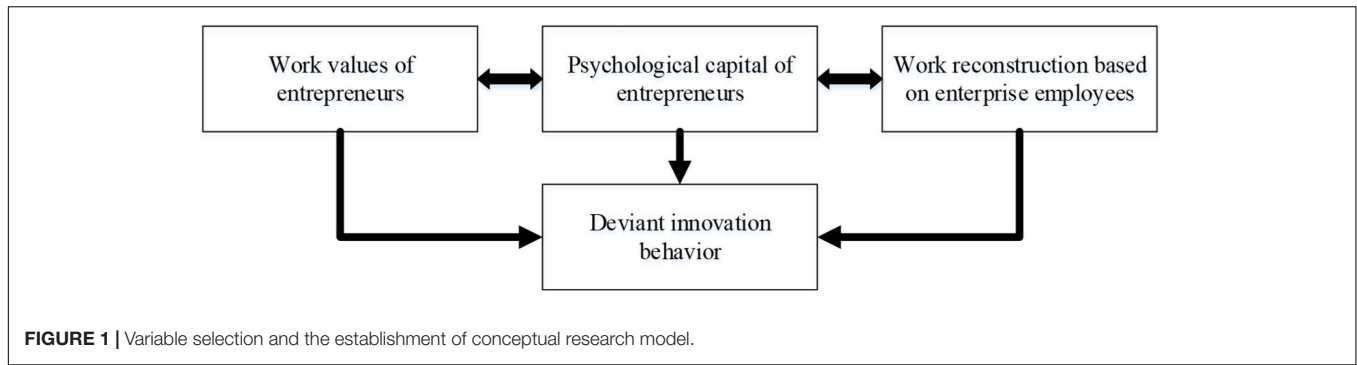 Work values of
entrepreneurs
Psychological capital of
entrepreneurs
Work reconstruction based
on enterprise employees
Deviant innovation
behavior
FIGURE 1 | Variable selection and the establishment of conceptual research model.